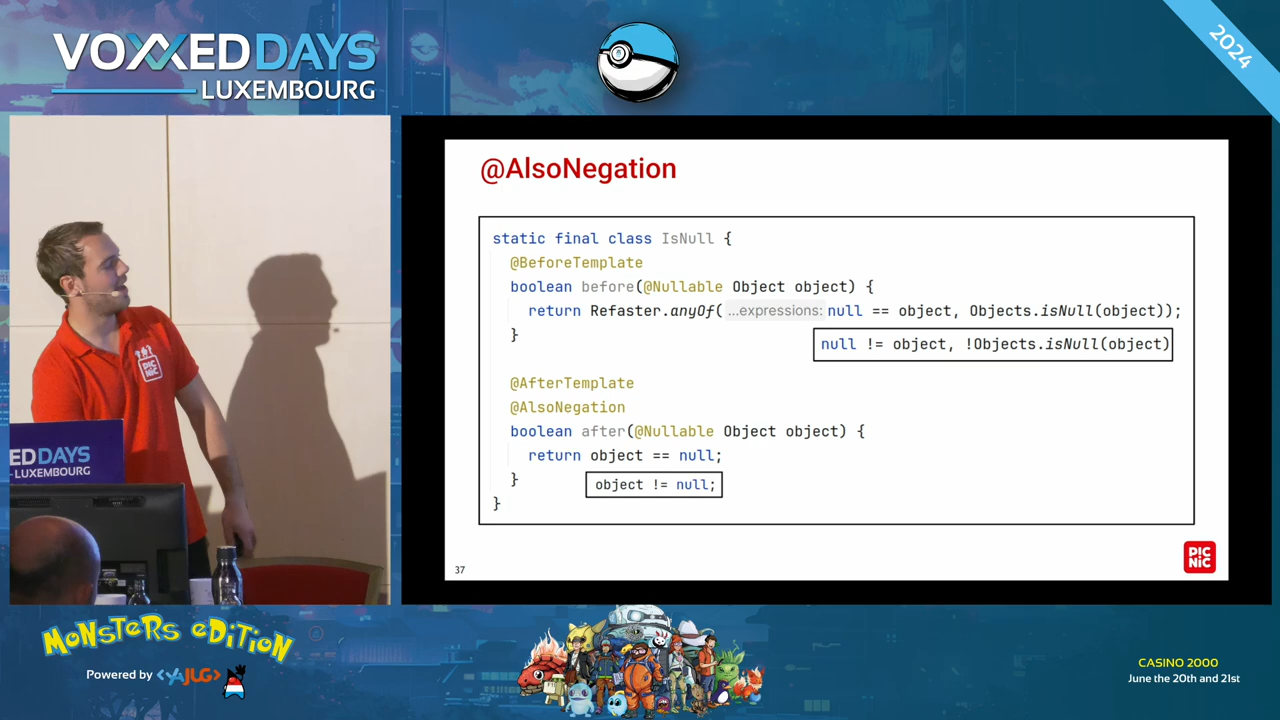 VOXXEDDAYS
LUXEMBOURG
2024
@AlsoNegation
static final class IsNull {
@BeforeTemplate
boolean before(@Nullable Object object) {
return Refaster.anyOf( ...expressions: null == object, Objects.isNull(object));
}
null != object, !Objects.isNull(object)
@AfterTemplate
@AlsoNegation
boolean after(@Nullable Object object) {
return object == null;
}
object != null;
}
37
PIC
NIC
PIC
NIC
ED DAYS
LUXEMBOURG
MONSTERS EDITION
Powered by <YAJUG>
CASINO 2000
June the 20th and 21st